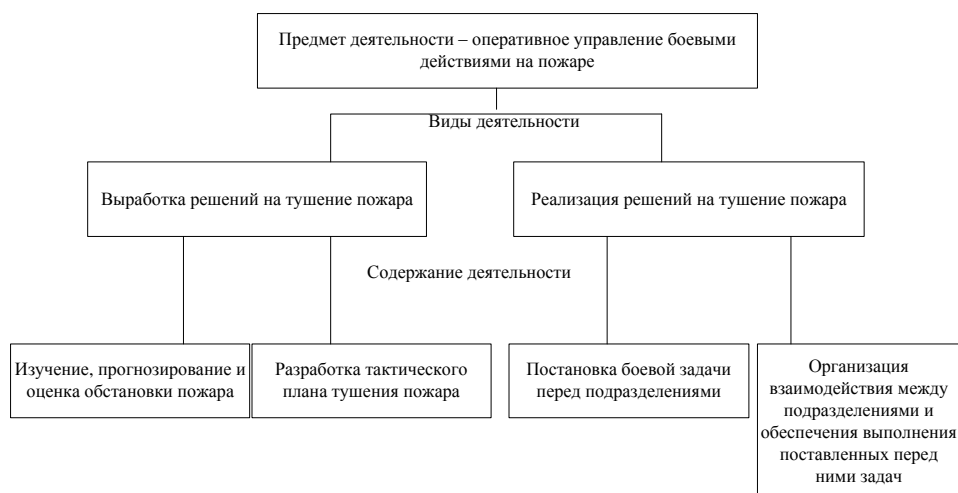 Предмет деятельности – оперативное управление боевыми
действиями на пожаре
Виды деятельности
Выработка решений на тушение пожара
Реализация решений на тушение пожара
Содержание деятельности
Изучение, прогнозирование и
оценка обстановки пожара
Разработка тактического
плана тушения пожара
Постановка боевой задачи
перед подразделениями
Организация
взаимодействия между
подразделениями и
обеспечения выполнения
поставленных перед
ними задач